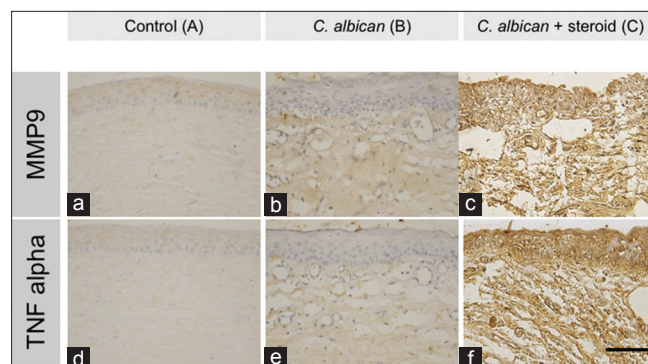 Control (A)
C. albican (B)
C. albican + steroid (C)
MMP9
a
b
c
TNF alpha
d
e
f